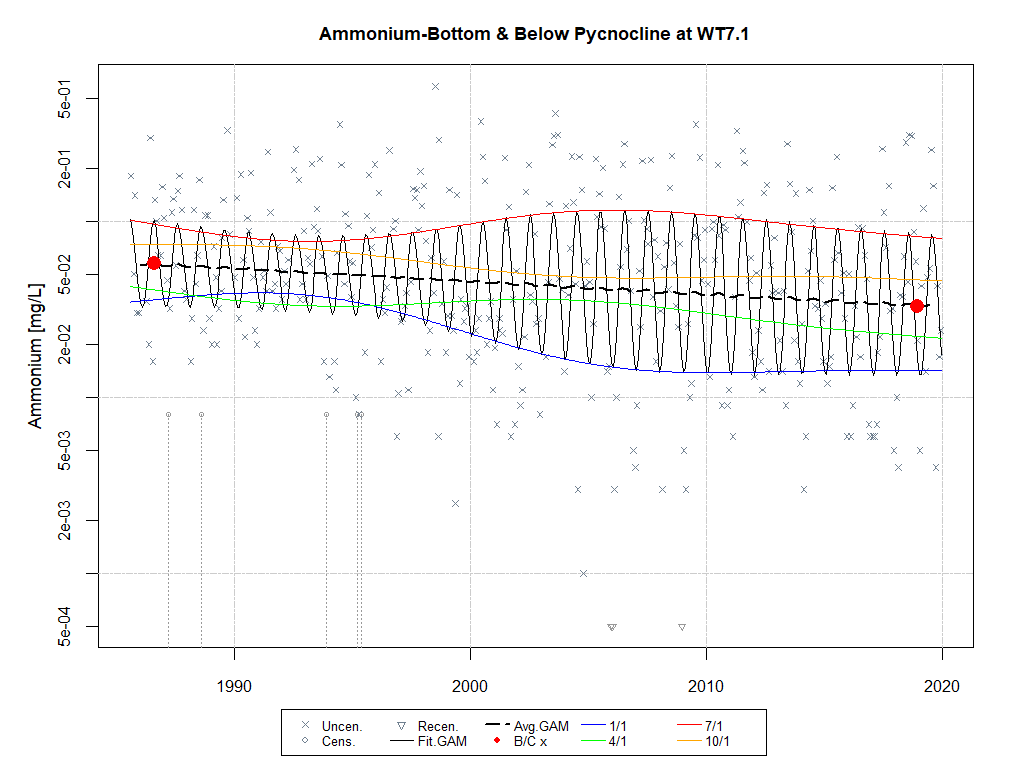 Ammonium-Bottom & Below Pycnocline at WT7.1
Ammonium [mg/L]
5e-01
2e-01
5e-02
2e-02
5e-03
2e-03
5e-04
1990 2000 2010 2020
Uncen. Recen. Avg.GAM 1/1 7/1
Cens. Fit.GAM B/C x 4/1 10/1